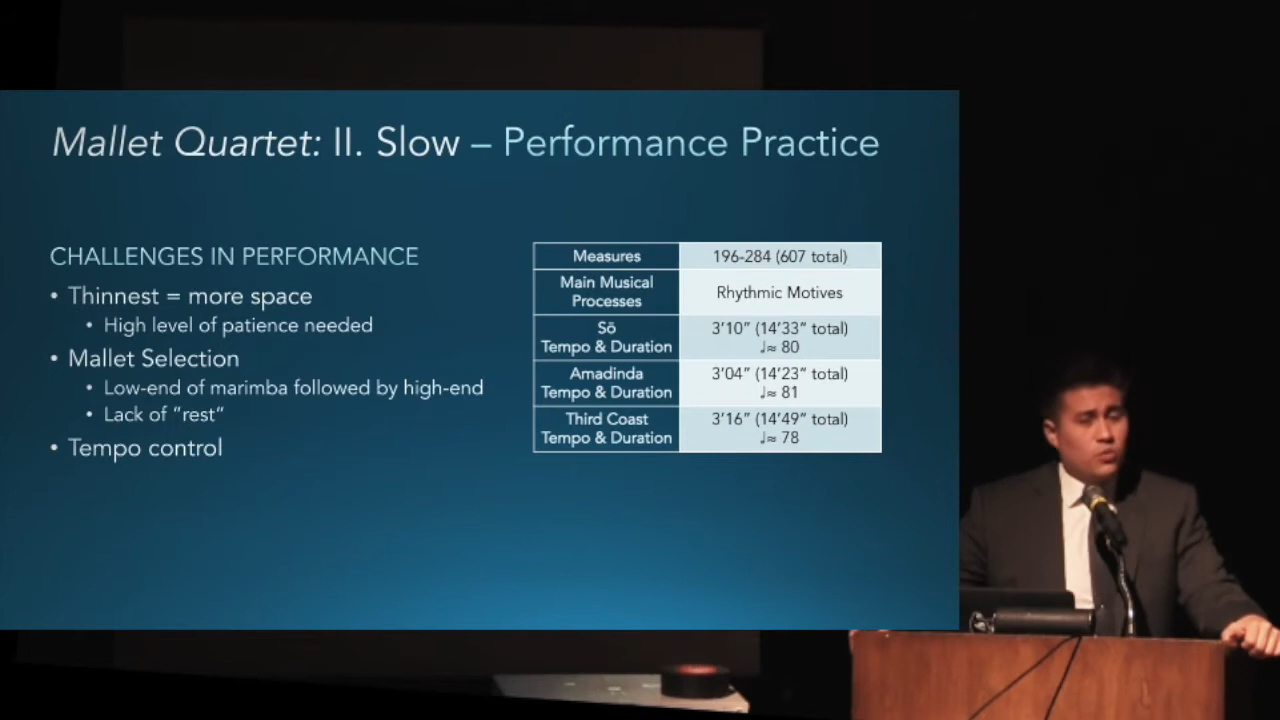 Mallet Quartet: II. Slow – Performance Practice
CHALLENGES IN PERFORMANCE
• Thinnest = more space
• High level of patience needed
• Mallet Selection
• Low-end of marimba followed by high-end
• Lack of “rest”
• Tempo control
Measures 196-284 (607 total)
Main Musical
Processes
Rhythmic Motives
Sō
Tempo & Duration
3’10” (14’33” total)
♩≈ 80
Amadinda
Tempo & Duration
3’04” (14’23” total)
♩≈ 81
Third Coast
Tempo & Duration
3’16” (14’49” total)
♩≈ 78